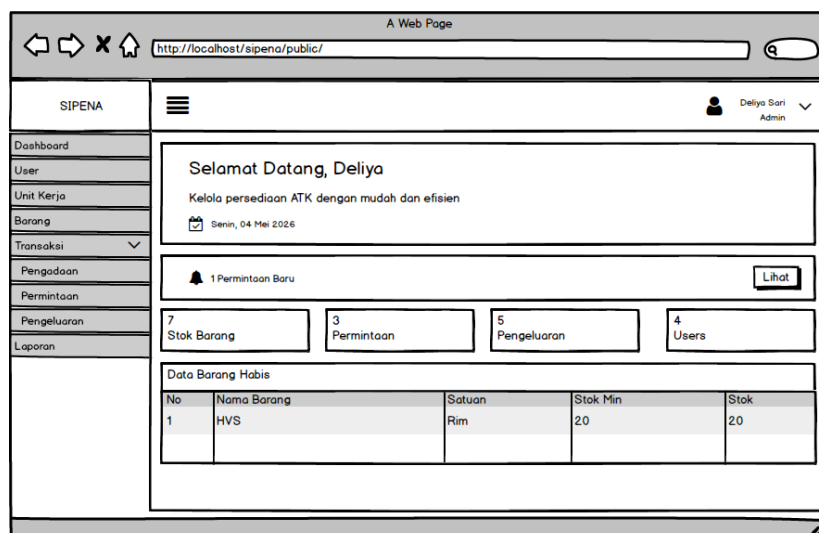 A Web Page
http://localhost/sipena/public/
SIPENA
Deliya Sari
Admin
Dashboard
User
Unit Kerja
Barang
Transaksi
Pengadaan
Permintaan
Pengeluaran
Laporan
Selamat Datang, Deliya
Kelola persediaan ATK dengan mudah dan efisien
Senin, 04 Mei 2026
1 Permintaan Baru
Lihat
7
Stok Barang
3
Permintaan
5
Pengeluaran
4
Users
Data Barang Habis
No Nama Barang Satuan Stok Min Stok
1 HVS Rim 20 20